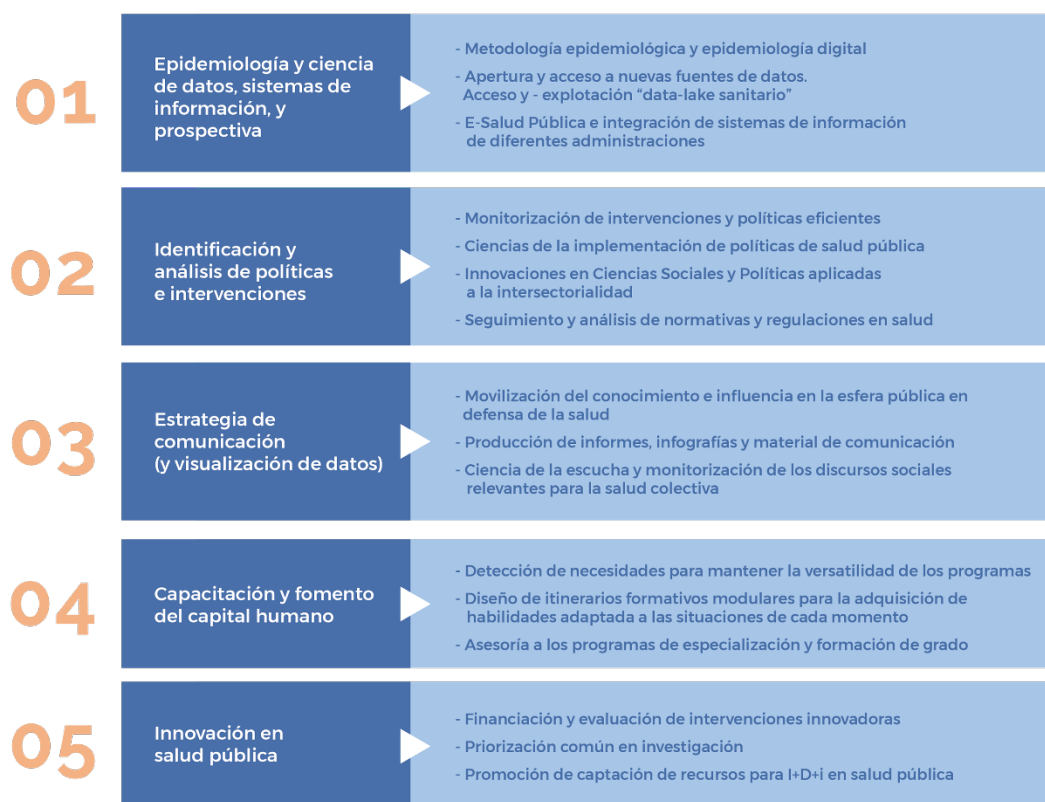 01
Epidemiología y ciencia
de datos, sistemas de
información, y
prospectiva
- Metodología epidemiológica y epidemiología digital
- Apertura y acceso a nuevas fuentes de datos.
Acceso y - explotación “data-lake sanitario”
- E-Salud Pública e integración de sistemas de información
de diferentes administraciones
02
Identificación y
análisis de políticas
e intervenciones
- Monitorización de intervenciones y políticas eficientes
- Ciencias de la implementación de políticas de salud pública
- Innovaciones en Ciencias Sociales y Políticas aplicadas
a la intersectorialidad
- Seguimiento y análisis de normativas y regulaciones en salud
03
Estrategia de
comunicación
(y visualización de datos)
- Movilización del conocimiento e influencia en la esfera pública en
defensa de la salud
- Producción de informes, infografías y material de comunicación
- Ciencia de la escucha y monitorización de los discursos sociales
relevantes para la salud colectiva
04
Capacitación y fomento
del capital humano
- Detección de necesidades para mantener la versatilidad de los programas
- Diseño de itinerarios formativos modulares para la adquisición de
habilidades adaptada a las situaciones de cada momento
- Asesoría a los programas de especialización y formación de grado
05
Innovación en
salud pública
- Financiación y evaluación de intervenciones innovadoras
- Priorización común en investigación
- Promoción de captación de recursos para I+D+i en salud pública